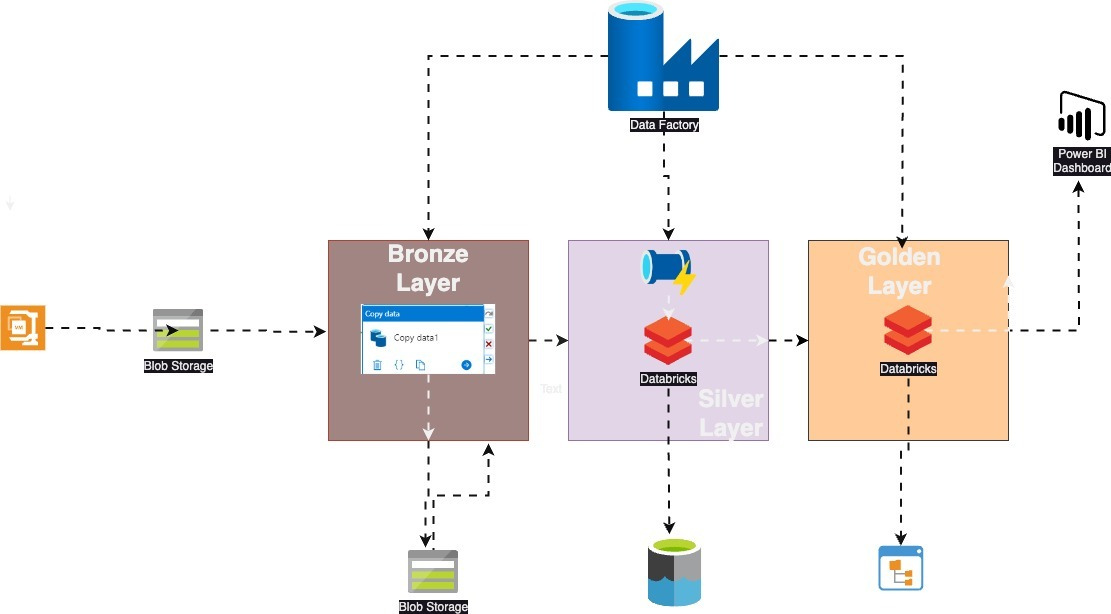 Data Factory
Power BI
Dashboard
Bronze
Layer
Golden
Layer
Copy data
Copy data1
{}
VM
Blob Storage
Databricks
Databricks
Text
Silver
Layer
Blob Storage